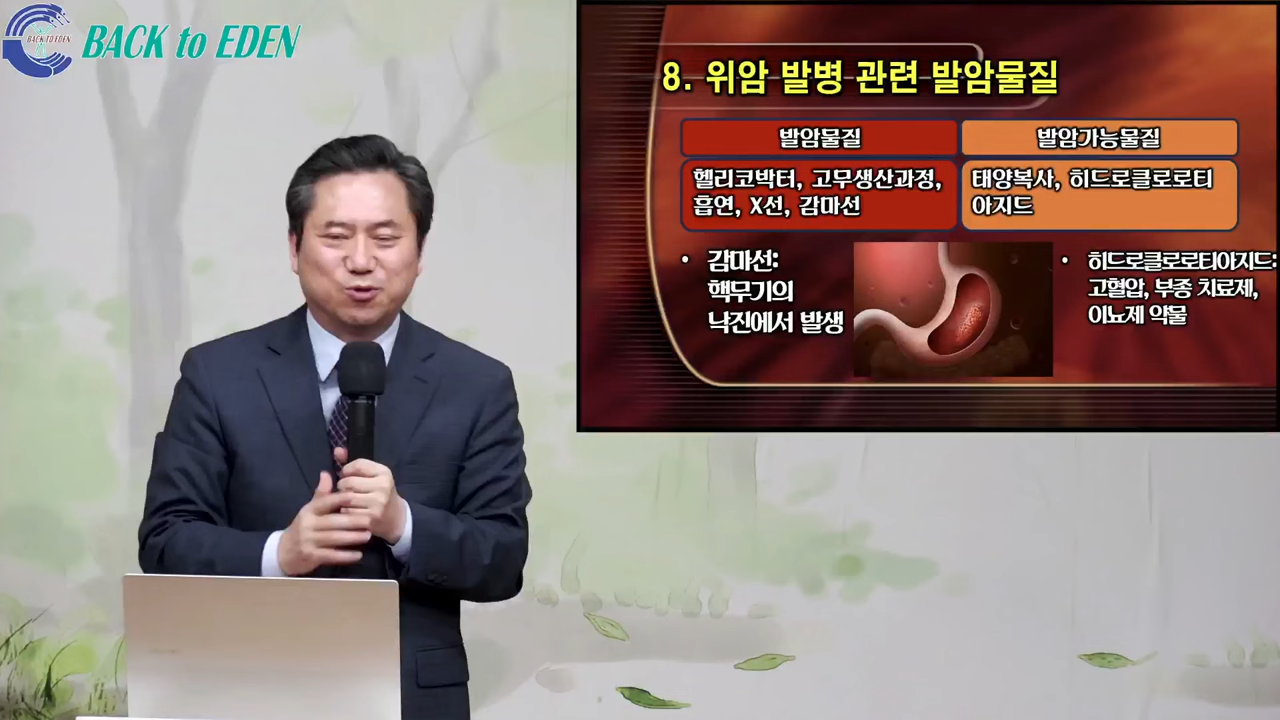 BACK TO EDEN
BACK to EDEN
8. 위암 발병 관련 발암물질
발암물질
발암가능물질
헬리코박터, 고무생산과정,
흡연, X선, 감마선
태양복사, 히드로클로로티
아지드
• 감마선:
핵무기의
낙진에서 발생
• 히드로클로로티아지드:
고혈압, 부종 치료제,
이뇨제 약물